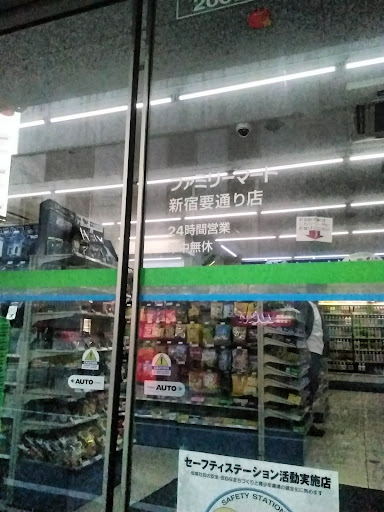 200
ファミリーマート
新宿要通り店
24時間営業
中無休
AUTO
AUTO
セーフティステーション活動実施店
SAFETY STATION